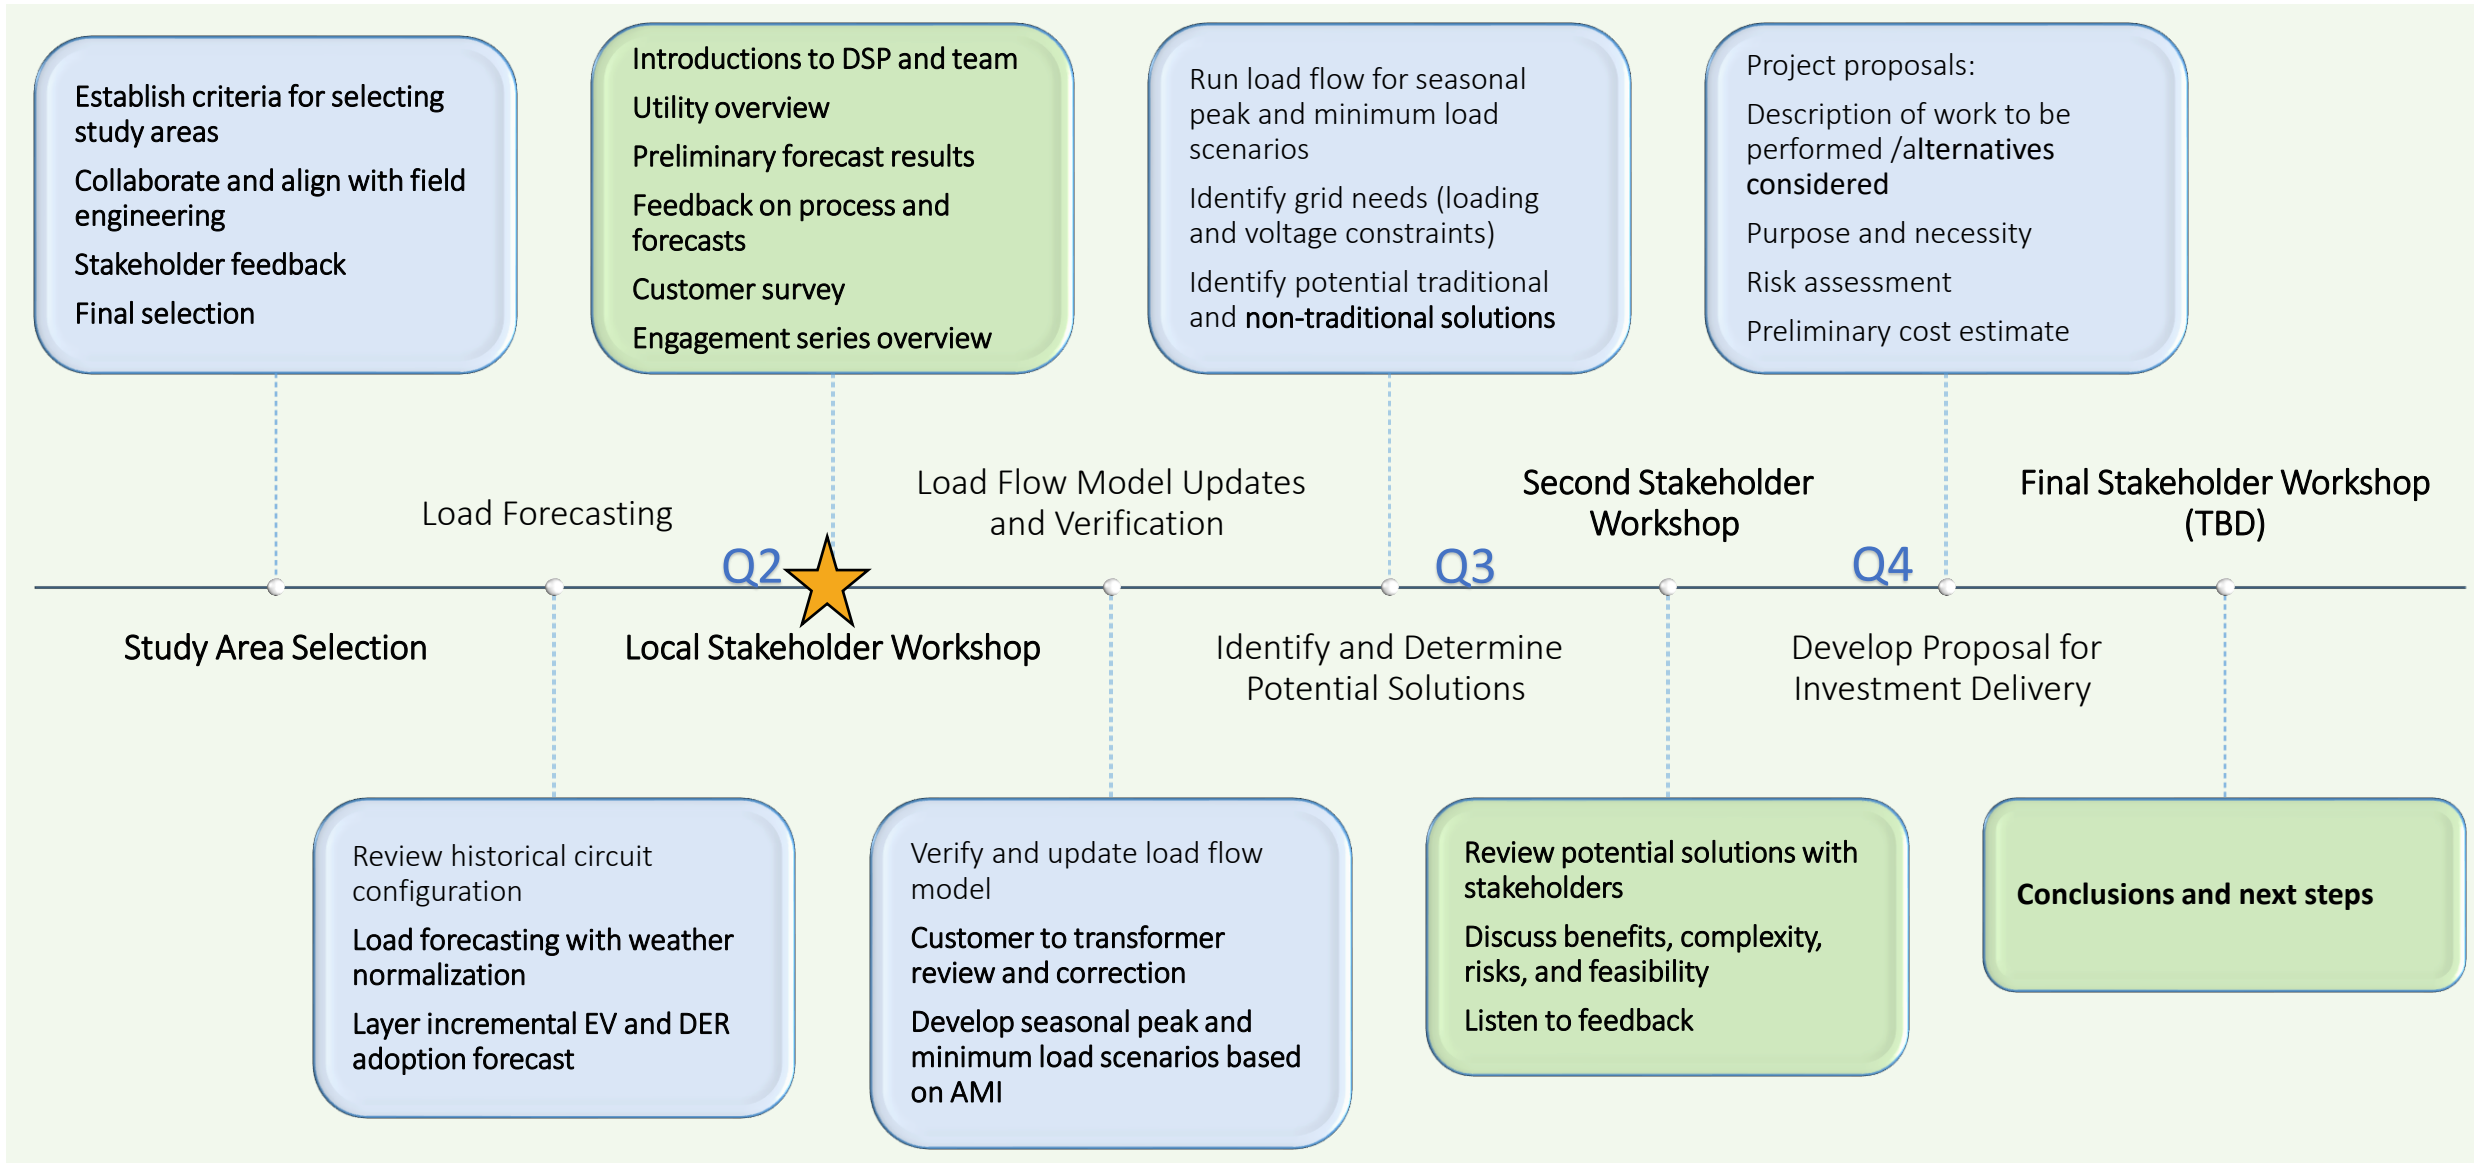 Establish criteria for selecting
study areas
Collaborate and align with field
engineering
Stakeholder feedback
Final selection
Introductions to DSP and team
Utility overview
Preliminary forecast results
Feedback on process and
forecasts
Customer survey
Engagement series overview
Run load flow for seasonal
peak and minimum load
scenarios
Identify grid needs (loading
and voltage constraints)
Identify potential traditional
and non-traditional solutions
Project proposals:
Description of work to be
performed /alternatives
considered
Purpose and necessity
Risk assessment
Preliminary cost estimate
Load Forecasting
Load Flow Model Updates
and Verification
Second Stakeholder
Workshop
Final Stakeholder Workshop
(TBD)
Q2
Q3
Q4
Study Area Selection
Local Stakeholder Workshop
Identify and Determine
Potential Solutions
Develop Proposal for
Investment Delivery
Review historical circuit
configuration
Load forecasting with weather
normalization
Layer incremental EV and DER
adoption forecast
Verify and update load flow
model
Customer to transformer
review and correction
Develop seasonal peak and
minimum load scenarios based
on AMI
Review potential solutions with
stakeholders
Discuss benefits, complexity,
risks, and feasibility
Listen to feedback
Conclusions and next steps